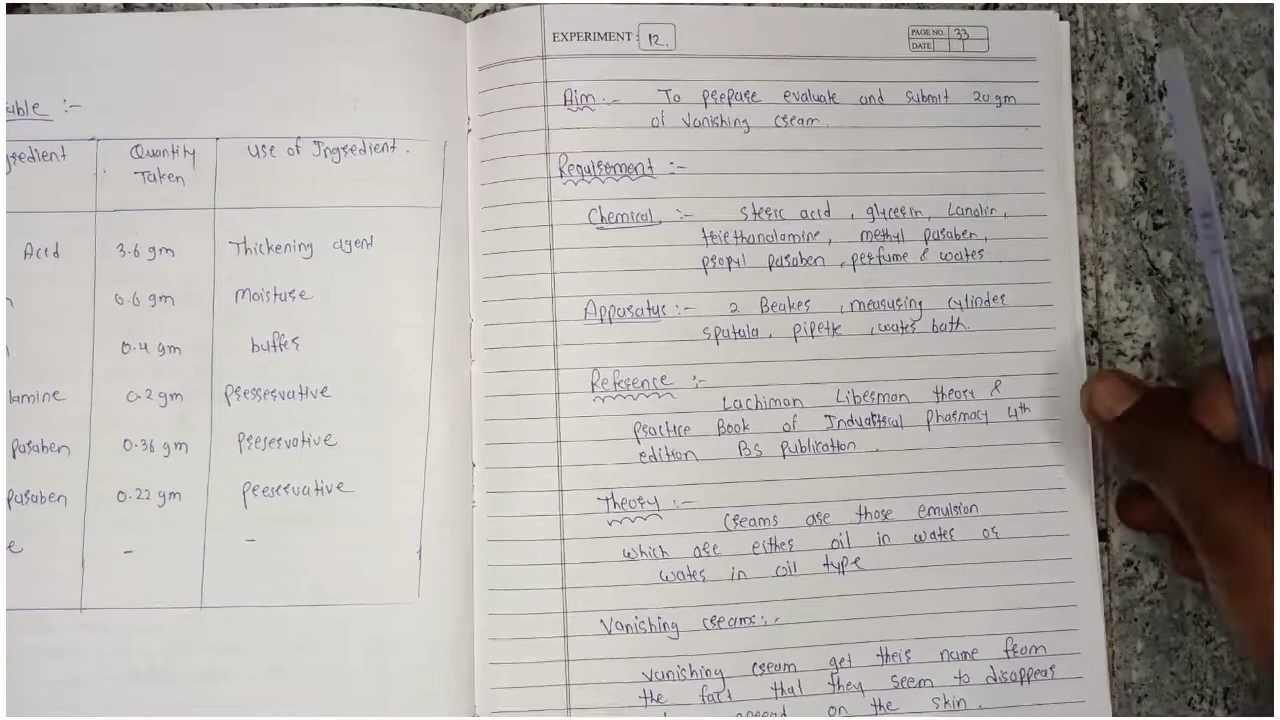 able :-
gredient Quantity Taken Use of Ingredient.
Acid 3.6 gm Thickening agent
n 0.6 gm Moisture
n 0.4 gm buffer
lamine 0.2 gm Presservative
paraben 0.36 gm Preservative
paraben 0.22 gm Preeservative
e - -
EXPERIMENT : 12.
PAGE NO. 33
DATE
Aim :- To prepare evaluate and submit 20 gm
of vanishing cream.
Requirement :-
Chemical :- Steric acid, glycerin, Lanolin,
triethanolamine, methyl paraben,
propyl paraben, perfume & water
Apparatus :- 2 Beaker, measuring cylinder
spatula, pipette, water bath.
Reference :-
Lachiman Liberman theory &
Practice Book of Industrial Pharmacy 4th
edition BS Publication
Theory :-
Creams are those emulsion
which are either oil in water or
water in oil type
Vanishing creams :-
Vanishing cream get their name from
the fact that they seem to disappear
on the skin.